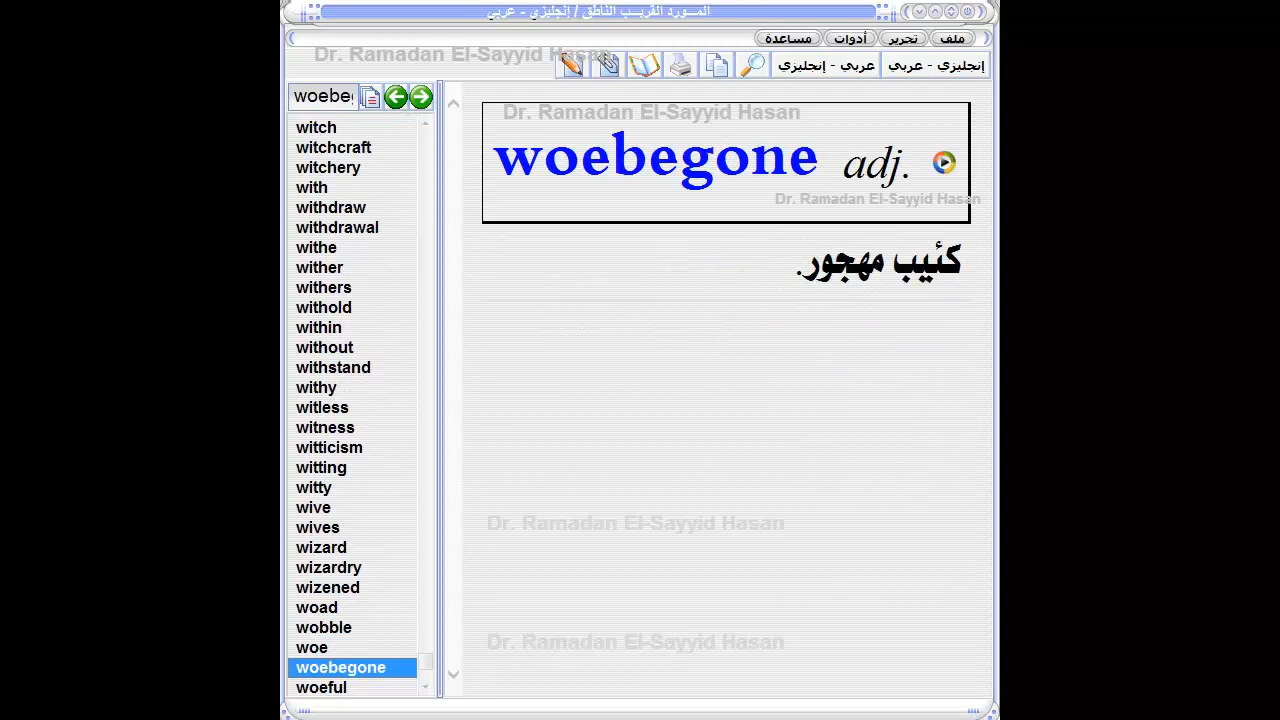 المــورد القريــب الناطق / إنجليزي - عربي
ملف تحرير أدوات مساعدة
Dr. Ramadan El-Sayyid Hasan
إنجليزي - عربي عربي - إنجليزي
woebeg
witch
witchcraft
witchery
with
withdraw
withdrawal
withe
wither
withers
withold
within
without
withstand
withy
witless
witness
witticism
witting
witty
wive
wives
wizard
wizardry
wizened
woad
wobble
woe
woebegone
woeful
Dr. Ramadan El-Sayyid Hasan
woebegone adj.
Dr. Ramadan El-Sayyid Hasan
كئيب مهجور.
Dr. Ramadan El-Sayyid Hasan
Dr. Ramadan El-Sayyid Hasan